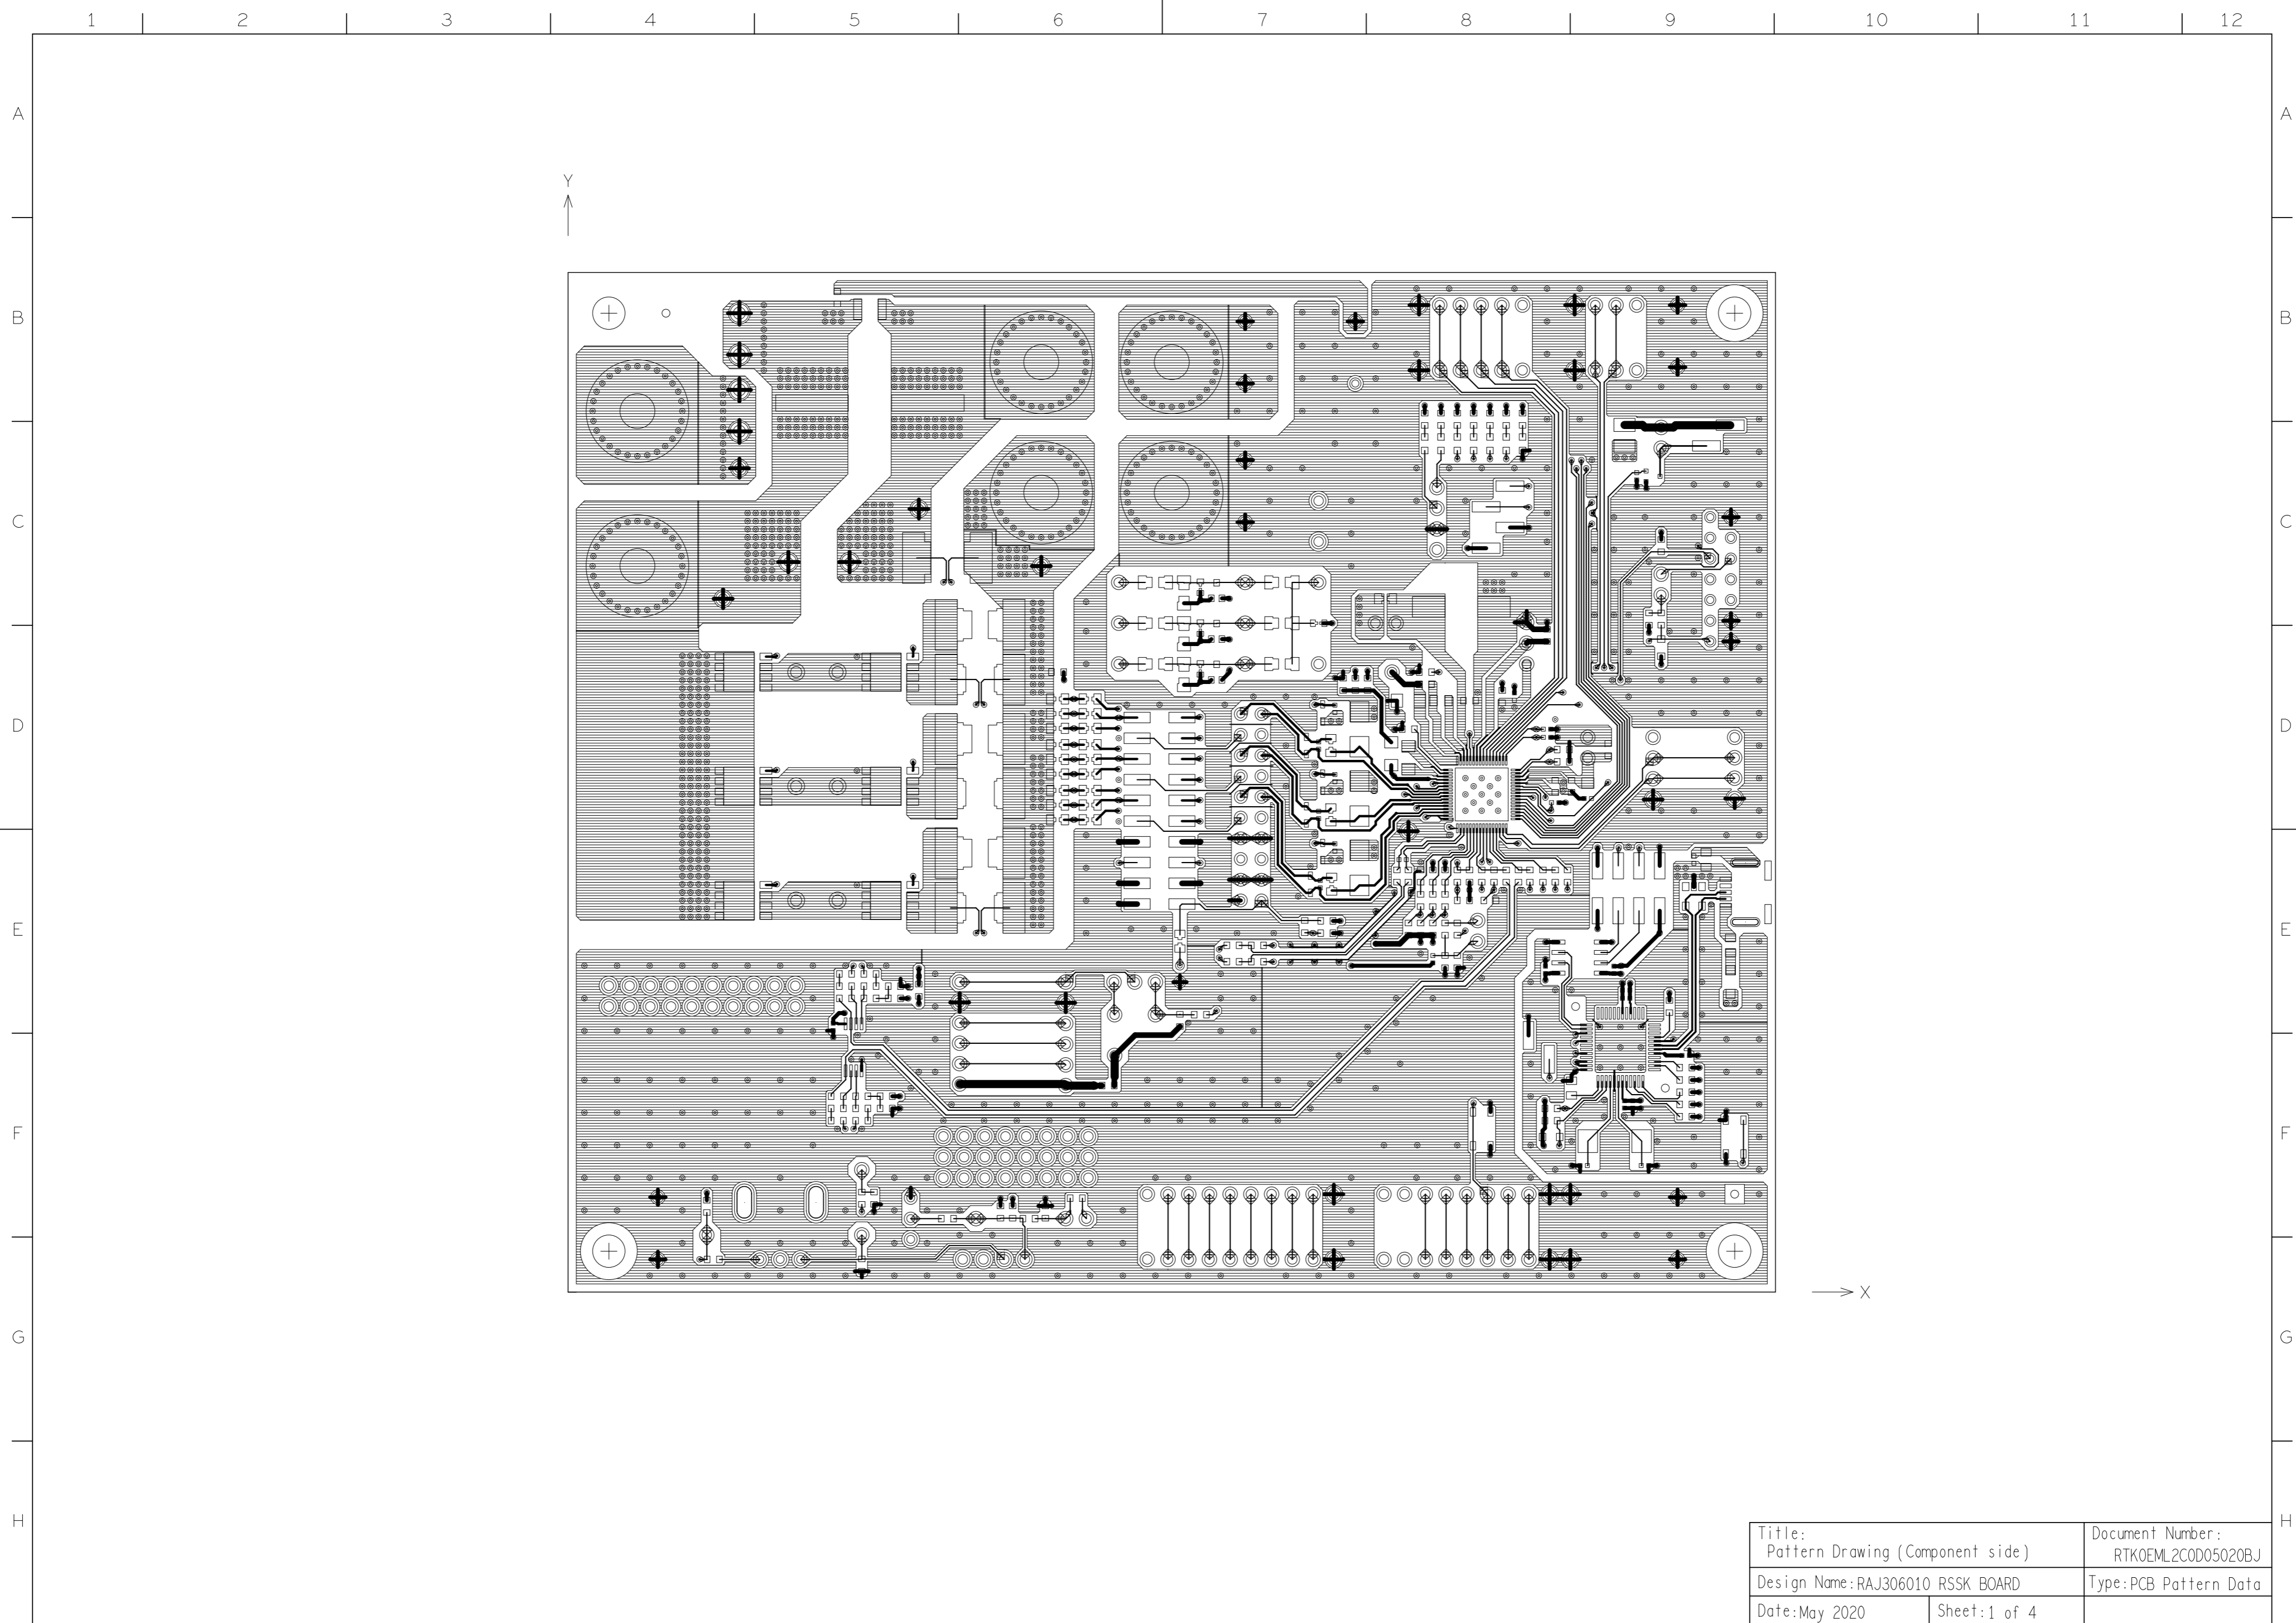 1 2 3 4 5 6 7 8 9 10 11 12
A A
Y
B B
C C
D D
E E
F F
X
G G
H H
Title: Document Number:
Pattern Drawing (Component side) RTK0EML2C0D05020BJ
Design Name: RAJ306010 RSSK BOARD Type: PCB Pattern Data
Date: May 2020 Sheet: 1 of 4